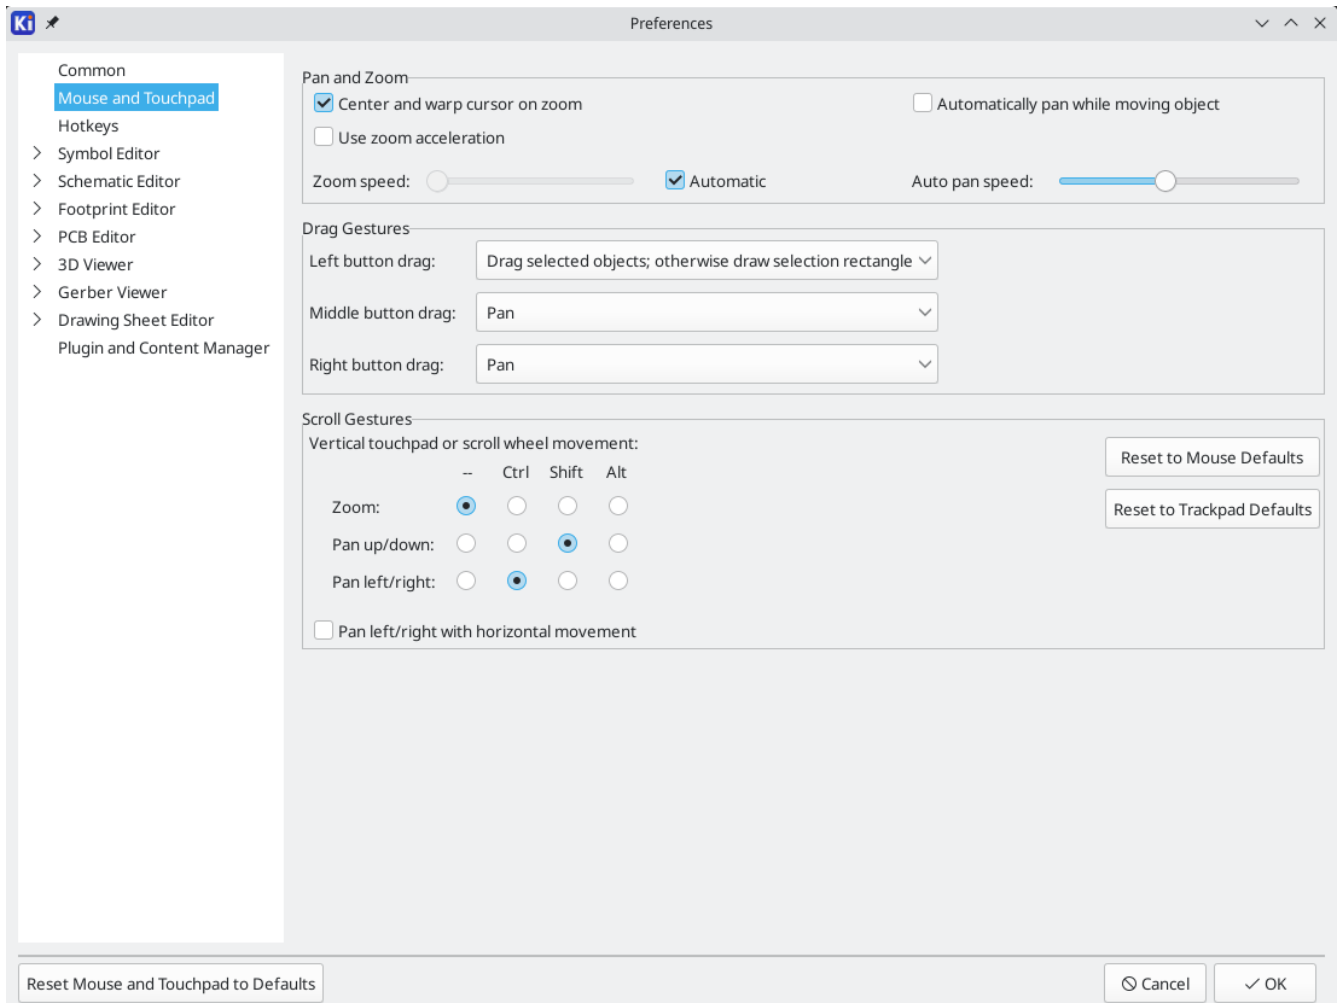 Ki
Preferences
Common
Mouse and Touchpad
Hotkeys
Symbol Editor
Schematic Editor
Footprint Editor
PCB Editor
3D Viewer
Gerber Viewer
Drawing Sheet Editor
Plugin and Content Manager
Pan and Zoom
Center and warp cursor on zoom
Automatically pan while moving object
Use zoom acceleration
Zoom speed:
Automatic
Auto pan speed:
Drag Gestures
Left button drag: Drag selected objects; otherwise draw selection rectangle
Middle button drag: Pan
Right button drag: Pan
Scroll Gestures
Vertical touchpad or scroll wheel movement:
-- Ctrl Shift Alt
Zoom:
Pan up/down:
Pan left/right:
Pan left/right with horizontal movement
Reset to Mouse Defaults
Reset to Trackpad Defaults
Reset Mouse and Touchpad to Defaults
Cancel
OK